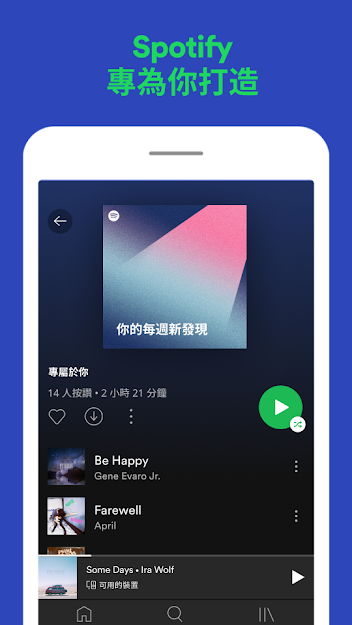 Spotify
專為你打造
你的每週新發現
專屬於你
14 人按讚 • 2 小時 21 分鐘
Be Happy
Gene Evaro Jr.
Farewell
April
Some Days • Ira Wolf
可用的裝置